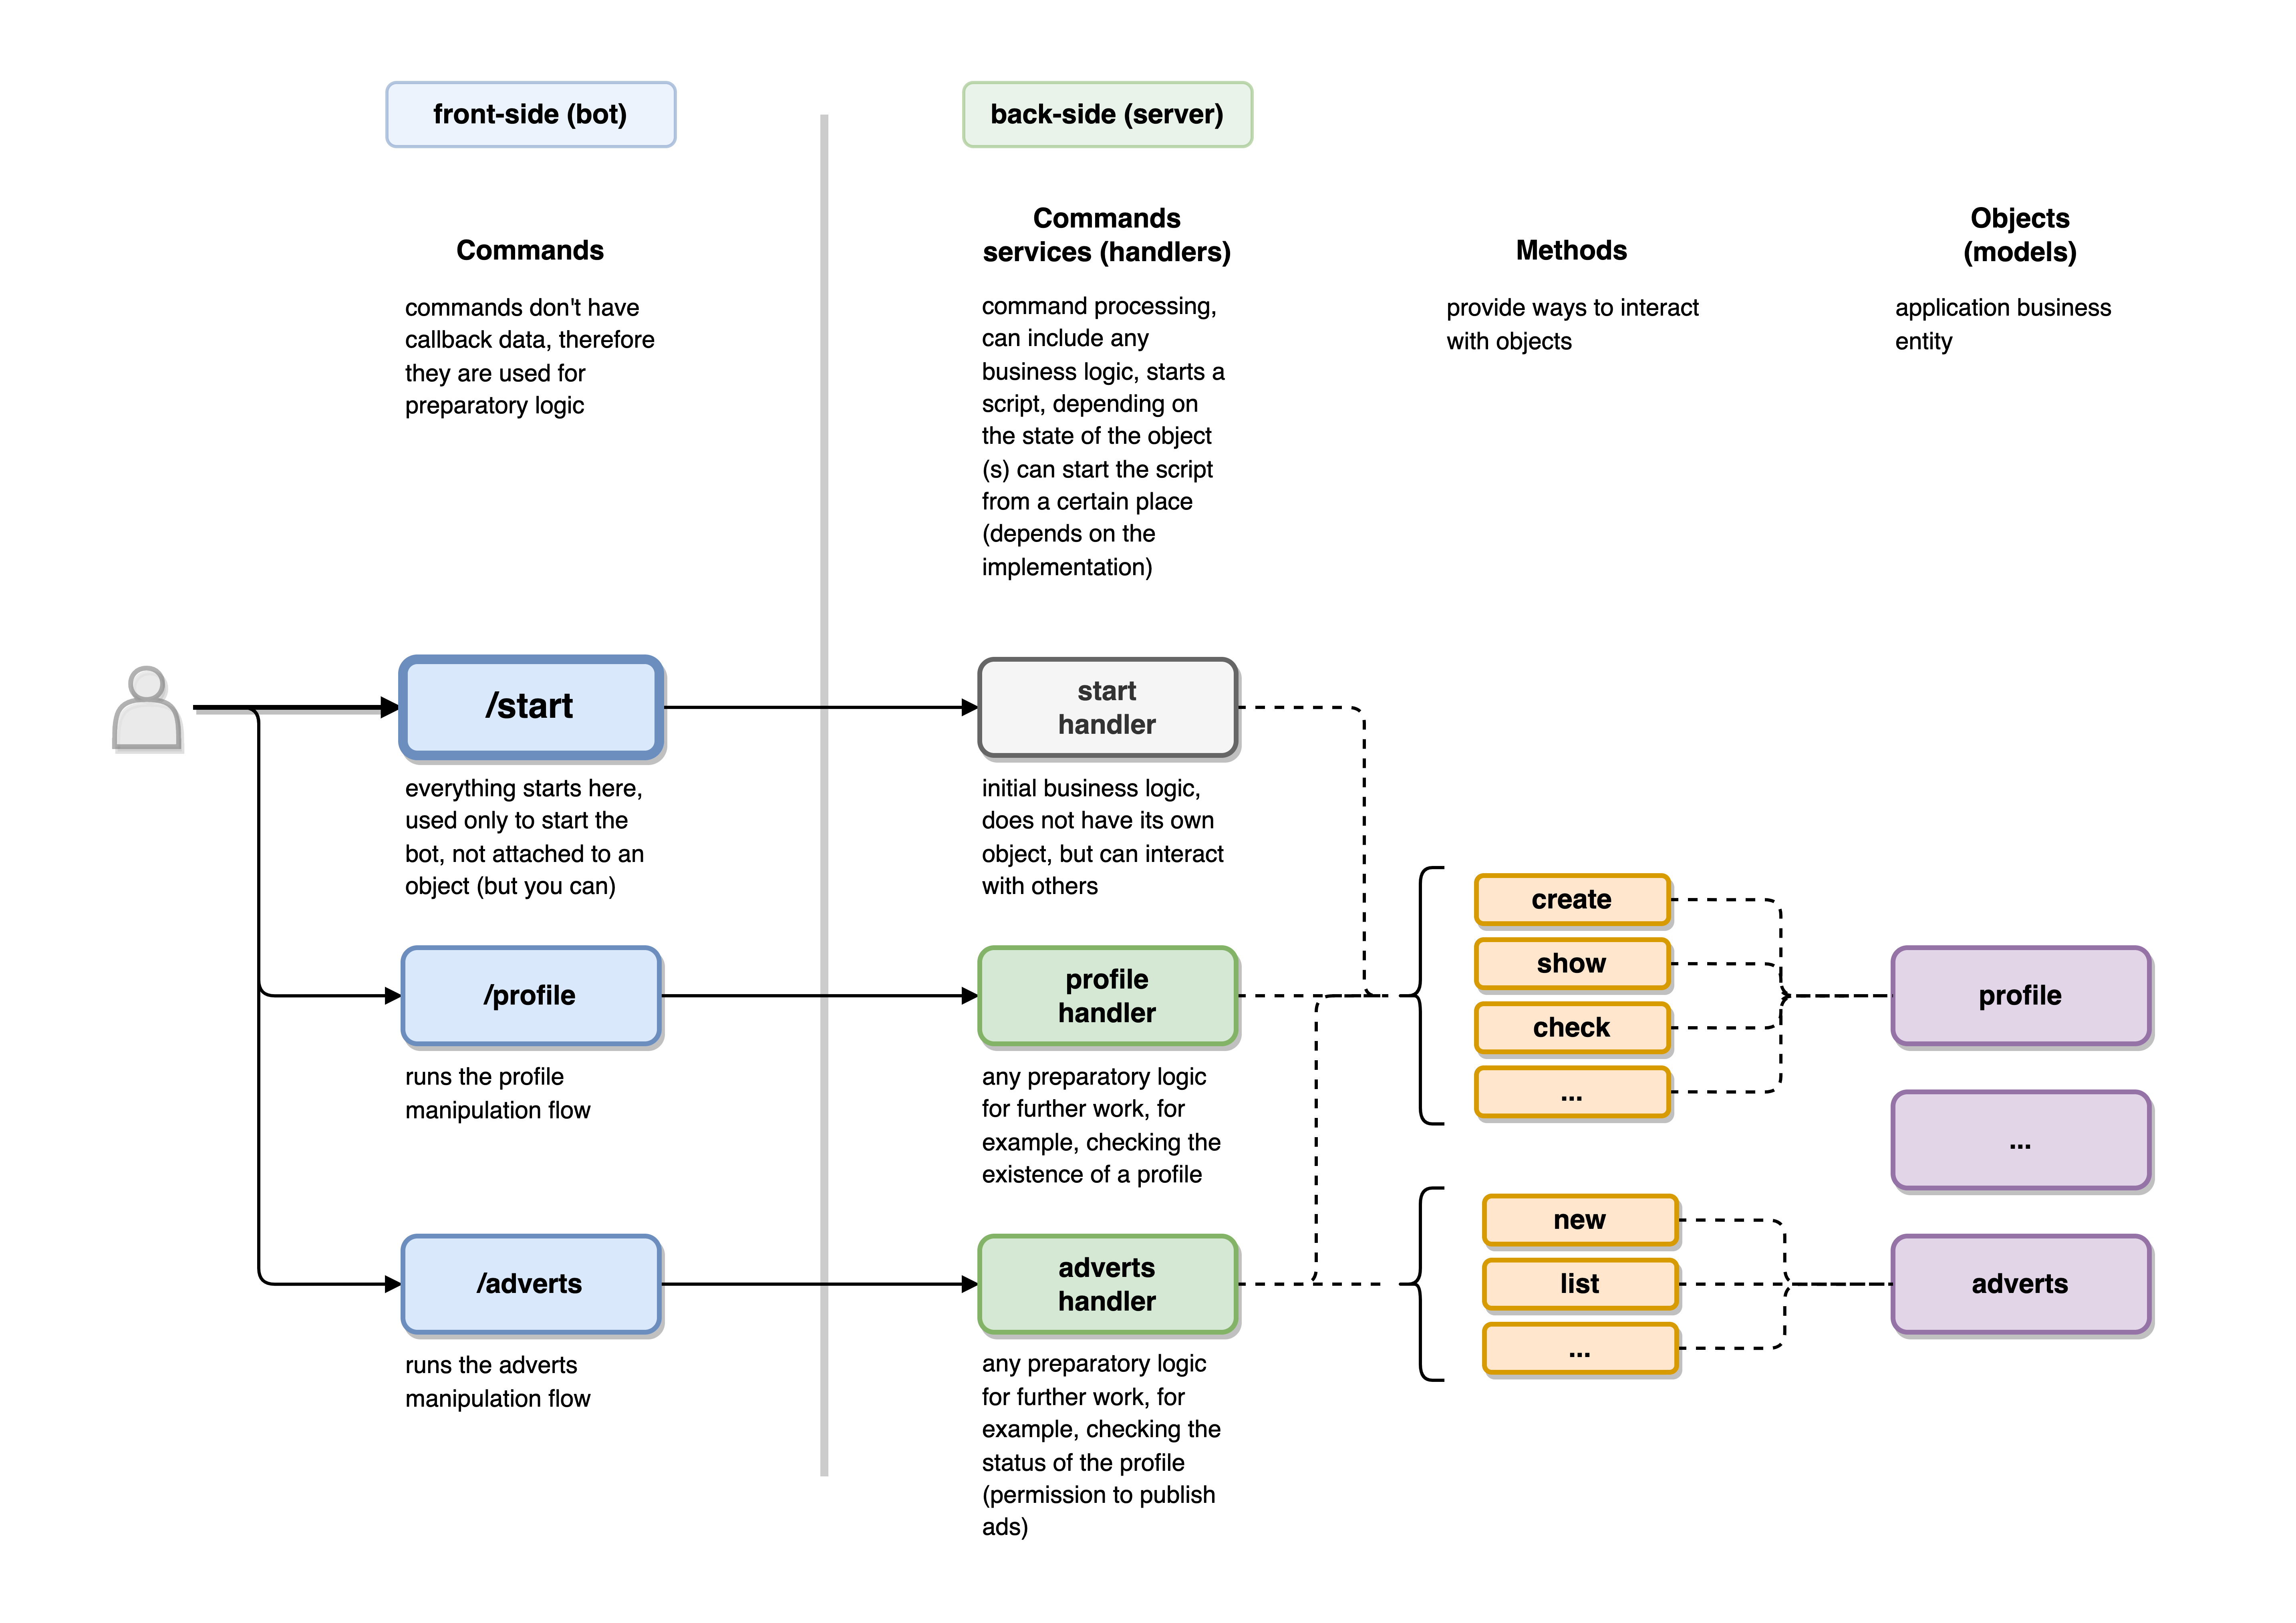 front-side (bot)
back-side (server)
Commands
commands don't have
callback data, therefore
they are used for
preparatory logic
Commands
services (handlers)
command processing,
can include any
business logic, starts a
script, depending on
the state of the object
(s) can start the script
from a certain place
(depends on the
implementation)
Methods
provide ways to interact
with objects
Objects
(models)
application business
entity
/start
everything starts here,
used only to start the
bot, not attached to an
object (but you can)
start
handler
initial business logic,
does not have its own
object, but can interact
with others
/profile
runs the profile
manipulation flow
profile
handler
any preparatory logic
for further work, for
example, checking the
existence of a profile
create
show
check
...
profile
...
/adverts
runs the adverts
manipulation flow
adverts
handler
any preparatory logic
for further work, for
example, checking the
status of the profile
(permission to publish
ads)
new
list
...
adverts